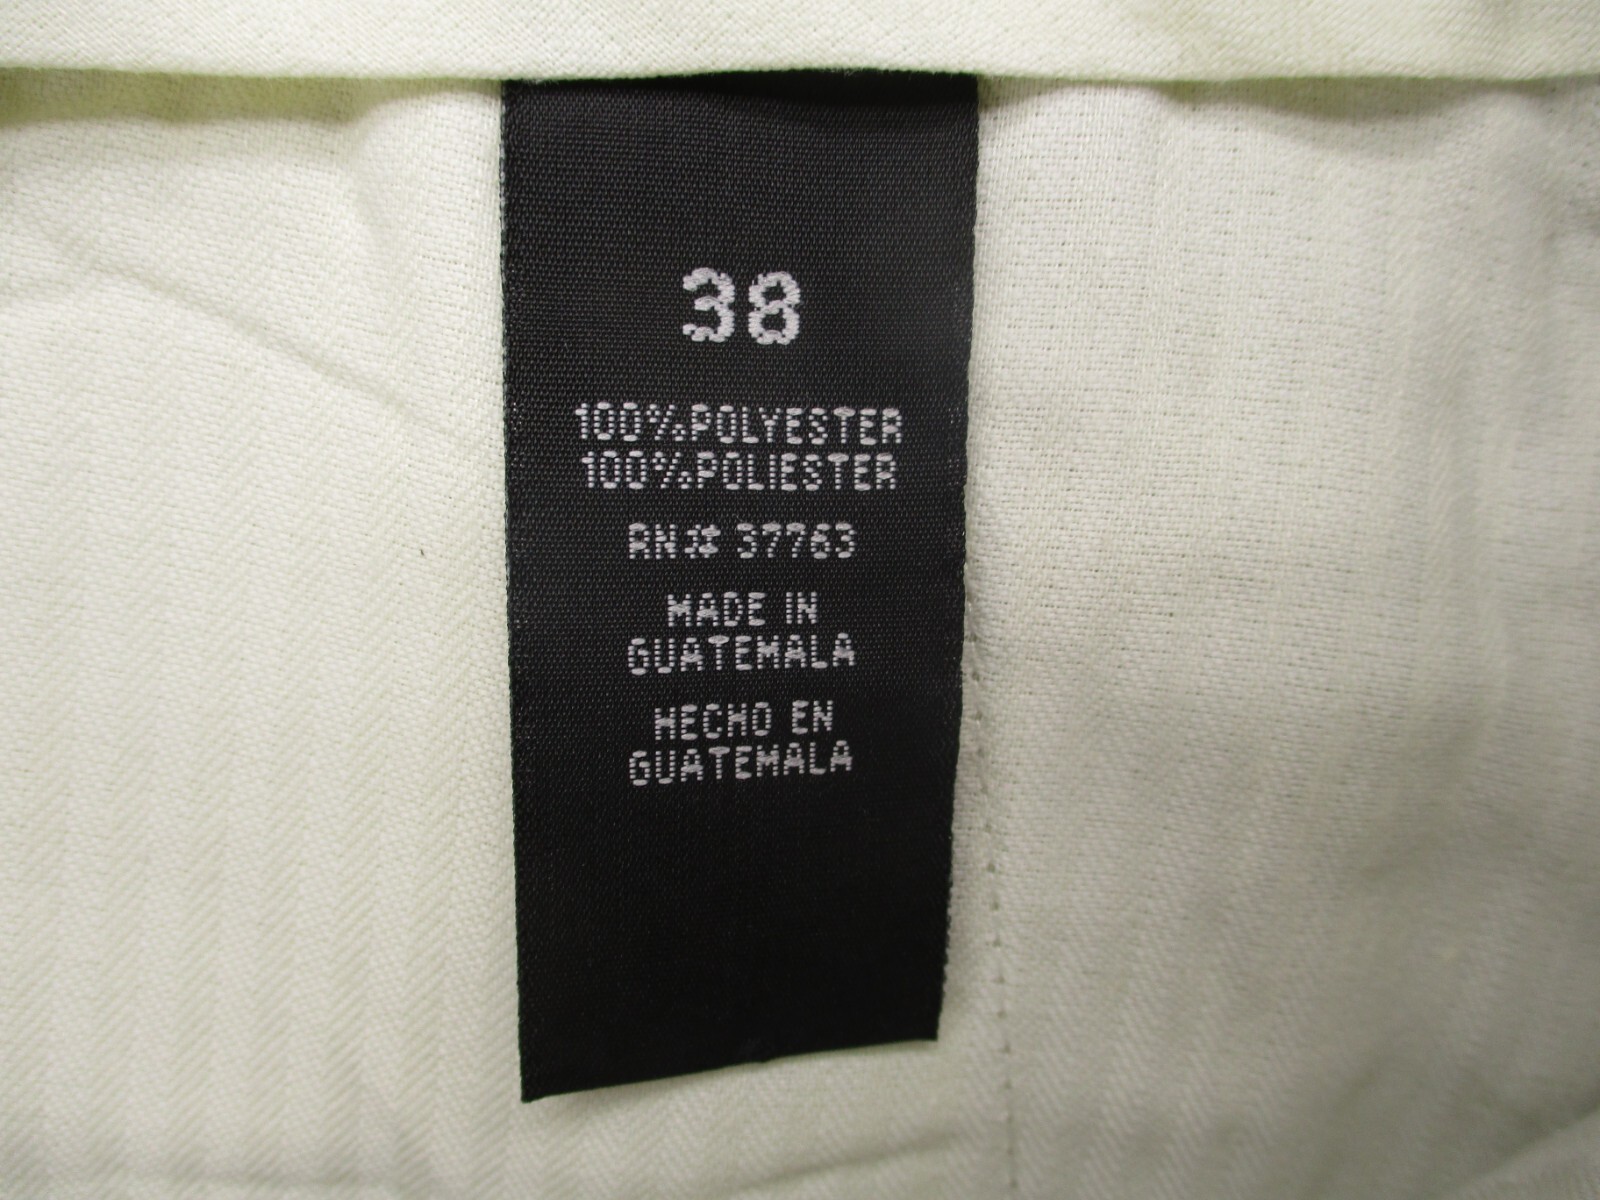 38
100%POLYESTER
100%POLIESTER
RN# 37763
MADE IN
GUATEMALA
HECHO EN
GUATEMALA